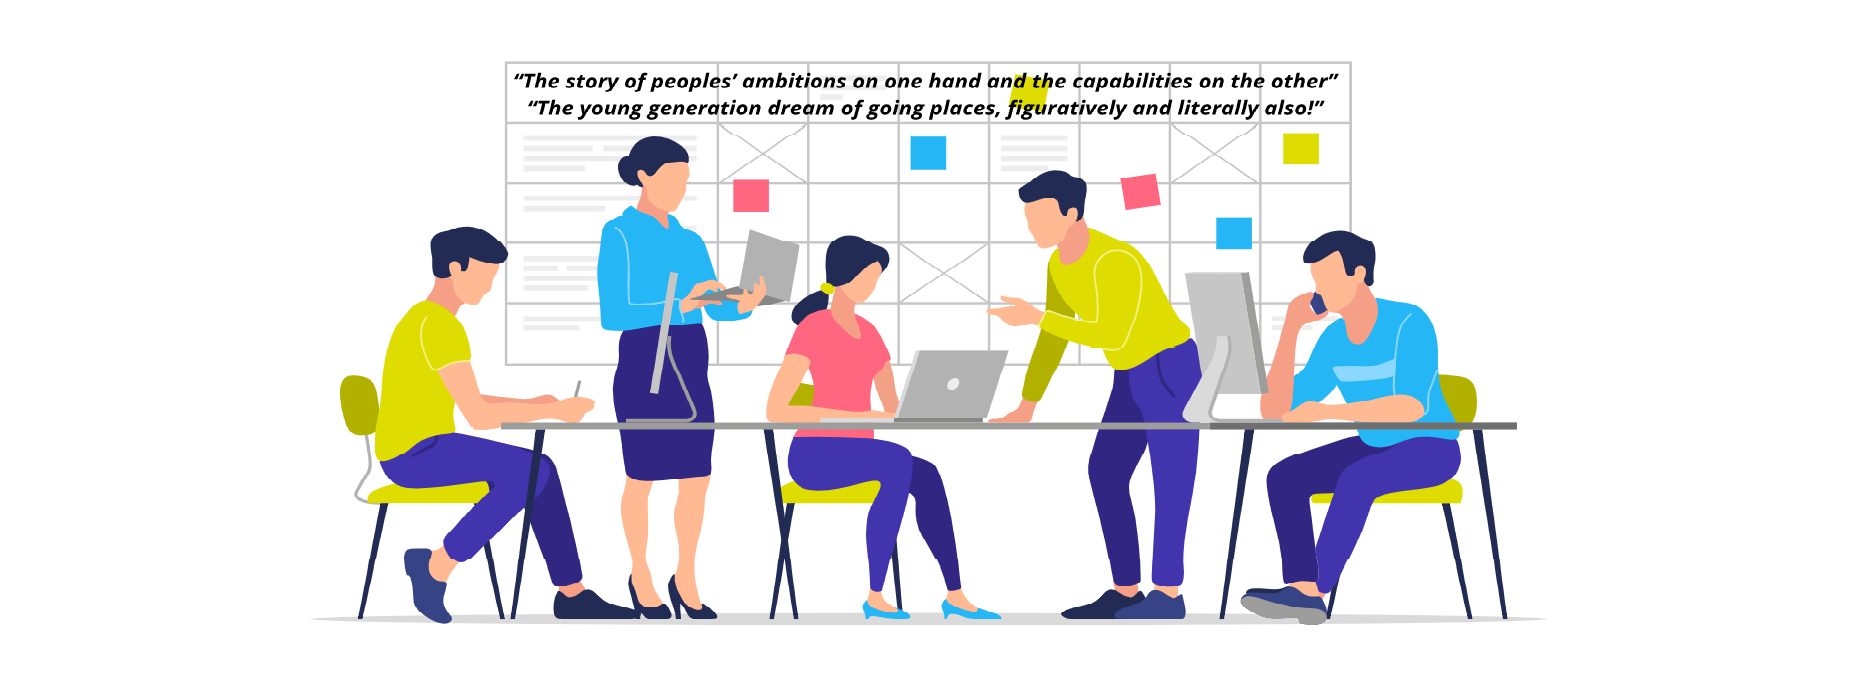 “The story of peoples’ ambitions on one hand and the capabilities on the other”
“The young generation dream of going places, figuratively and literally also!”